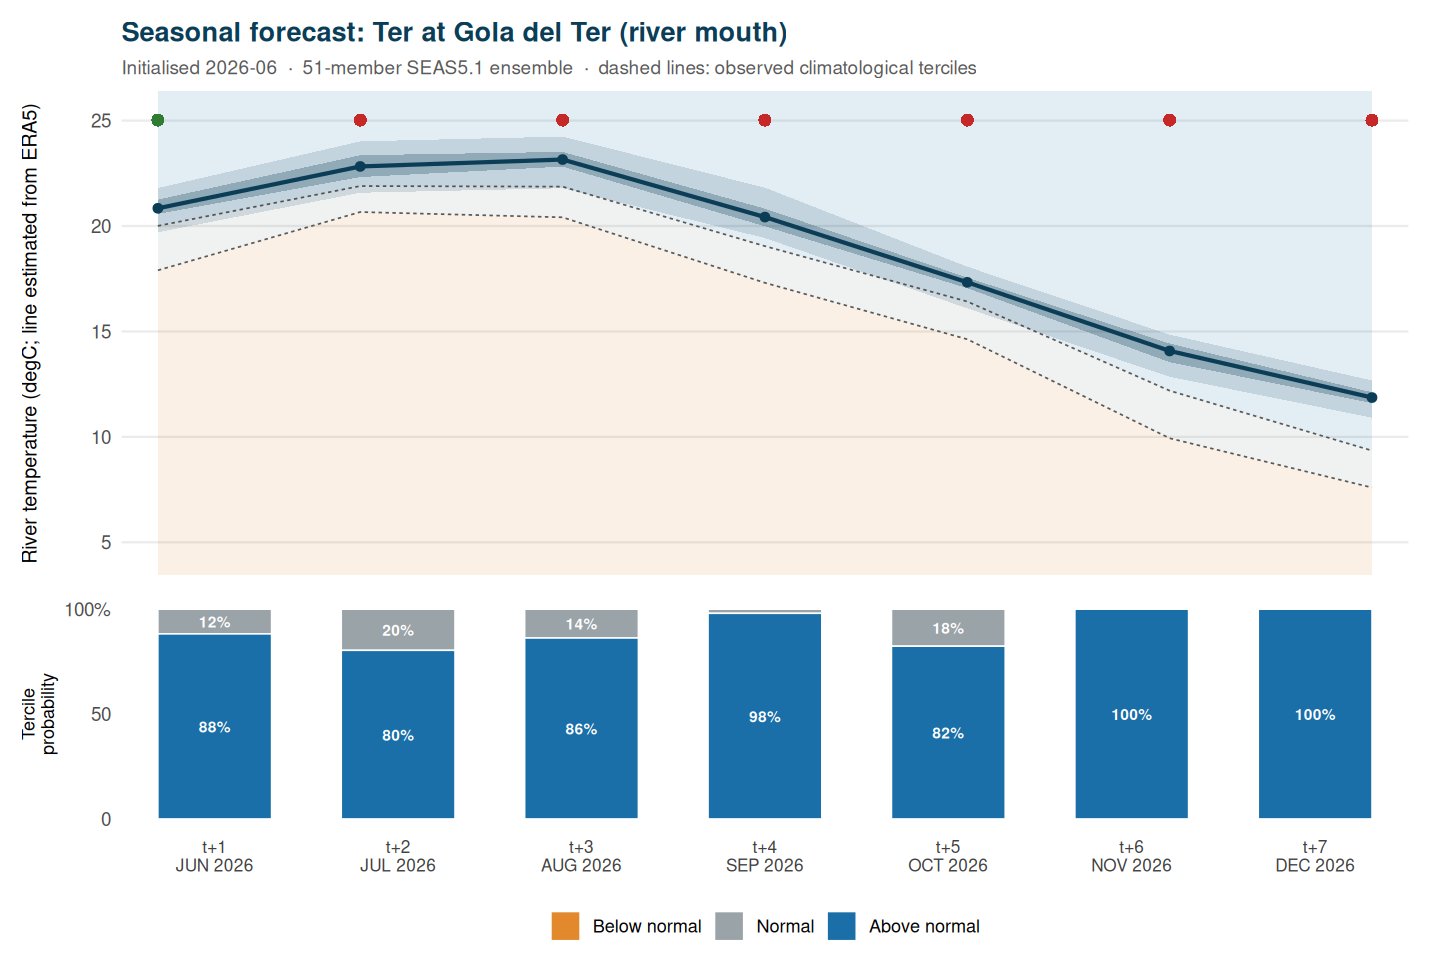 Seasonal forecast: Ter at Gola del Ter (river mouth)
Initialised 2026-06 · 51-member SEAS5.1 ensemble · dashed lines: observed climatological terciles
River temperature (degC; line estimated from ERA5)
25
20
15
10
5
Tercile
probability
100%
50
0
12%
20%
14%
18%
88%
80%
86%
98%
82%
100%
100%
t+1
JUN 2026
t+2
JUL 2026
t+3
AUG 2026
t+4
SEP 2026
t+5
OCT 2026
t+6
NOV 2026
t+7
DEC 2026
Below normal
Normal
Above normal